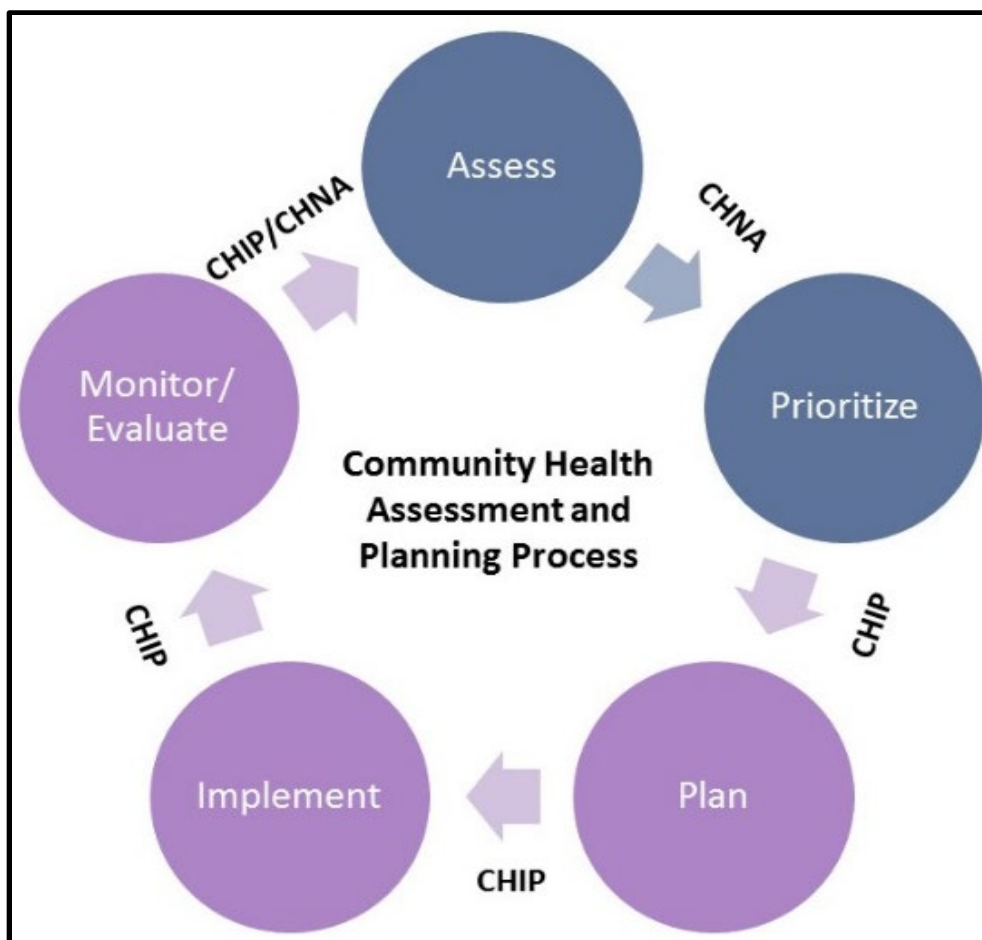 Assess
CHNA
Prioritize
CHIP
Plan
CHIP
Implement
CHIP
Monitor/
Evaluate
CHIP/CHNA
Community Health
Assessment and
Planning Process